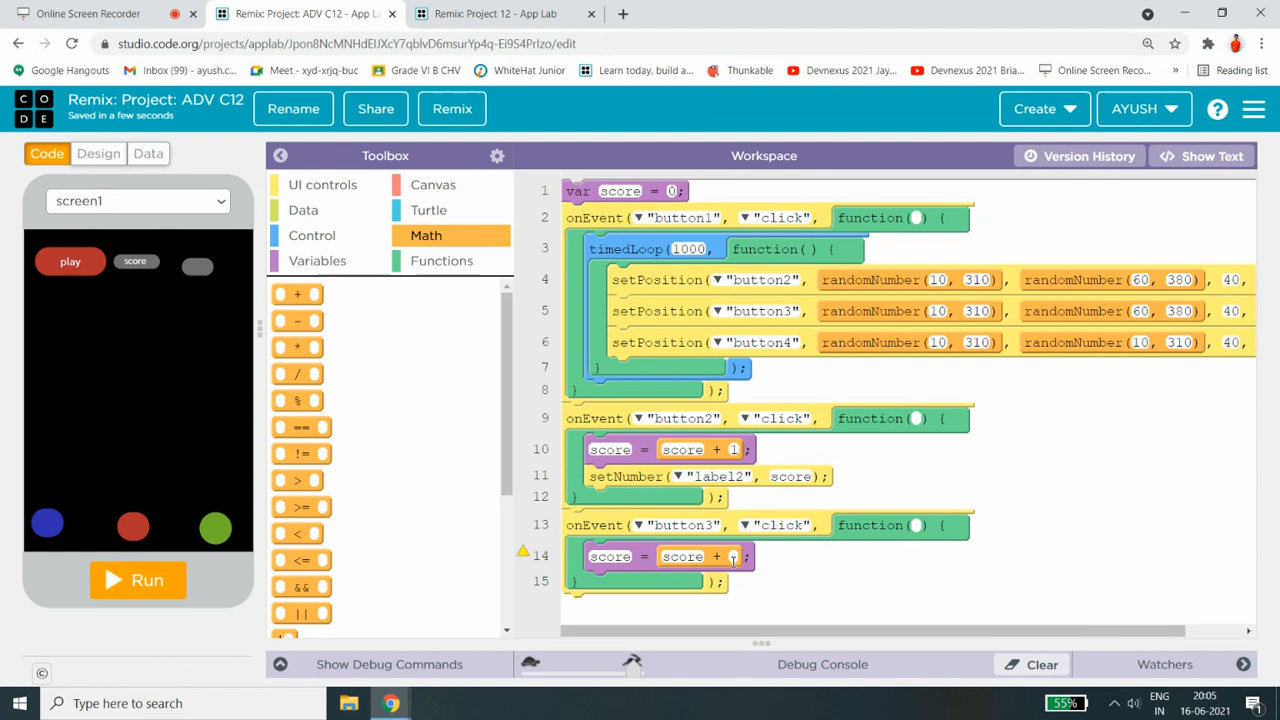 Online Screen Recorder
Remix: Project: ADV C12 - App La
Remix: Project 12 - App Lab
studio.code.org/projects/applab/Jpon8NcMNHdEIJXcY7qblvD6msurYp4q-Ei9S4Prlzo/edit
Google Hangouts
Inbox (99) - ayus.c...
Meet - xyd-xrjq-buc
Grade VI B CHV
WhiteHat Junior
Learn today, build a...
Thunkable
Devnexus 2021 Jay...
Devnexus 2021 Bria...
Online Screen Reco...
»
Reading list
C O
D E
Remix: Project: ADV C12
Saved in a few seconds
Rename
Share
Remix
Create
AYUSH
?
Code
Design
Data
Toolbox
Workspace
Version History
</> Show Text
screen1
play
score
Run
UI controls
Canvas
Data
Turtle
Control
Math
Variables
Functions
+
-
*
/
%
==
!=
>
>=
<
<=
&&
||
1 var score = 0;
2 onEvent( "button1", "click", function( ) {
3 timedLoop(1000, function( ) {
4 setPosition( "button2", randomNumber(10, 310), randomNumber(60, 380), 40,
5 setPosition( "button3", randomNumber(10, 310), randomNumber(60, 380), 40,
6 setPosition( "button4", randomNumber(10, 310), randomNumber(10, 310), 40,
7 } );
8 } );
9 onEvent( "button2", "click", function( ) {
10 score = score + 1;
11 setNumber( "label2", score);
12 } );
13 onEvent( "button3", "click", function( ) {
14 score = score + ;
15 } );
Show Debug Commands
Debug Console
Clear
Watchers
©
Type here to search
55%
ENG
IN
20:05
16-06-2021
1